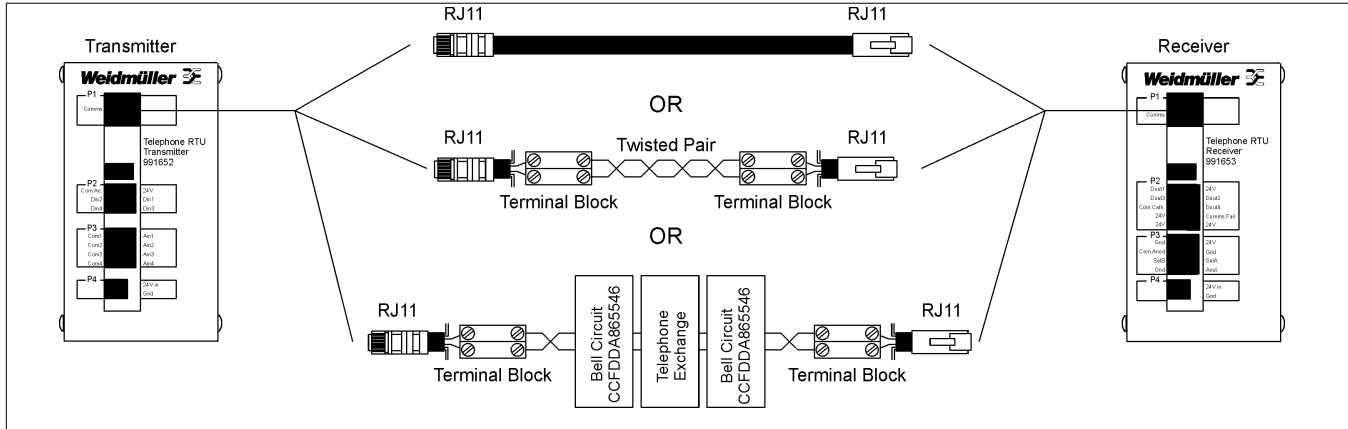 RJ11
RJ11
Transmitter
Receiver
Weidmüller
P1
Comms
Telephone RTU
Transmitter
991652
P2
Com.An.
24V
Din2
Din1
Din4
Din3
P3
Com1
Ain1
Com2
Ain2
Com3
Ain3
Com4
Ain4
P4
24V in
Gnd
OR
RJ11
Twisted Pair
RJ11
Terminal Block
Terminal Block
OR
RJ11
RJ11
Terminal Block
Bell Circuit
CCFDDA865546
Telephone
Exchange
Bell Circuit
CCFDDA865546
Terminal Block
Weidmüller
P1
Comms
Telephone RTU
Receiver
991653
P2
Dout1
24V
Dout3
Dout2
Com.Cath.
Dout4
24V
Comms.Fail
24V
24V
P3
Gnd
24V
Com.Anod
Gnd
SelB
SelA
Gnd
Aout
P4
24V in
Gnd